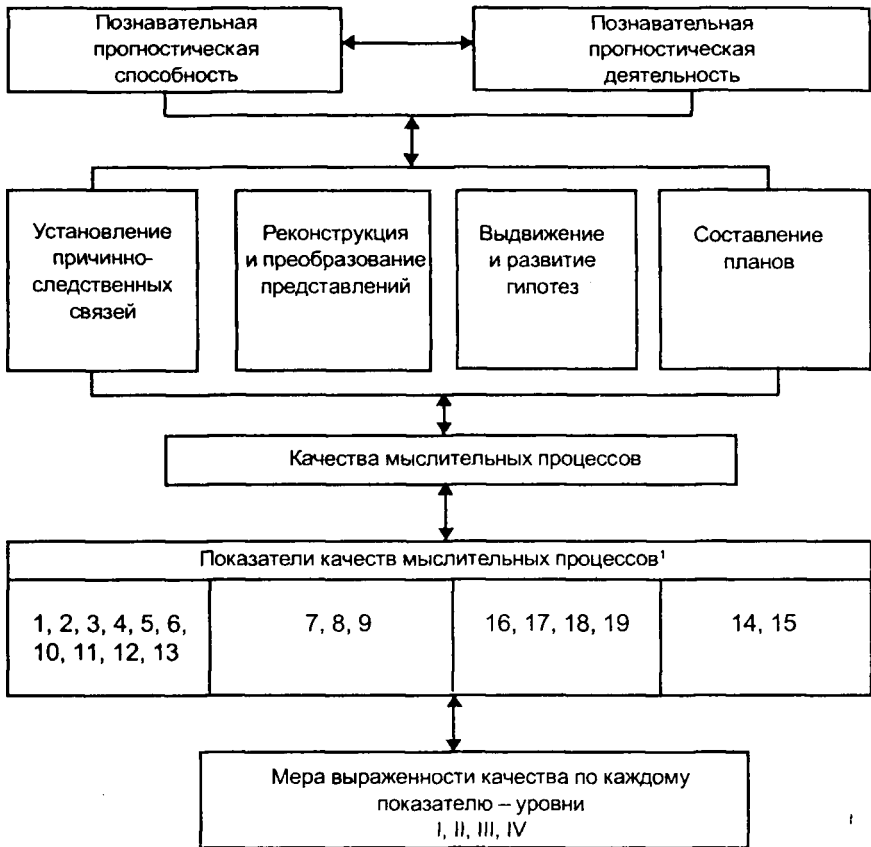 Познавательная
прогностическая
способность
Познавательная
прогностическая
деятельность
Установление
причинно-
следственных
связей
Реконструкция
и преобразование
представлений
Выдвижение
и развитие
гипотез
Составление
планов
Качества мыслительных процессов
Показатели качеств мыслительных процессов¹
1, 2, 3, 4, 5, 6,
10, 11, 12, 13
7, 8, 9
16, 17, 18, 19
14, 15
Мера выраженности качества по каждому
показателю – уровни
I, II, III, IV